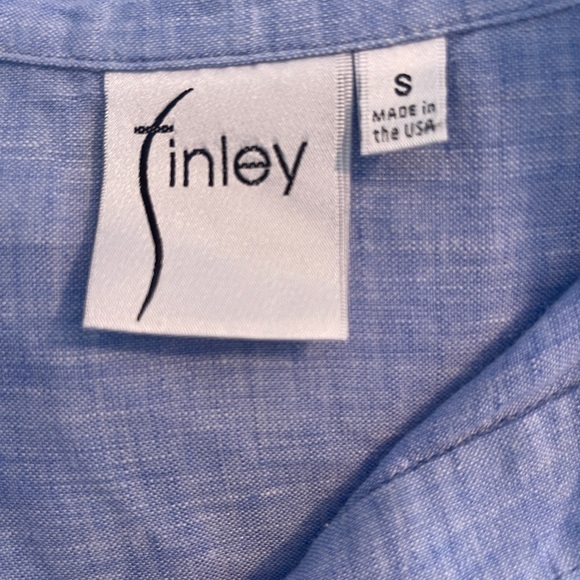 finley
S
MADE in
the USA